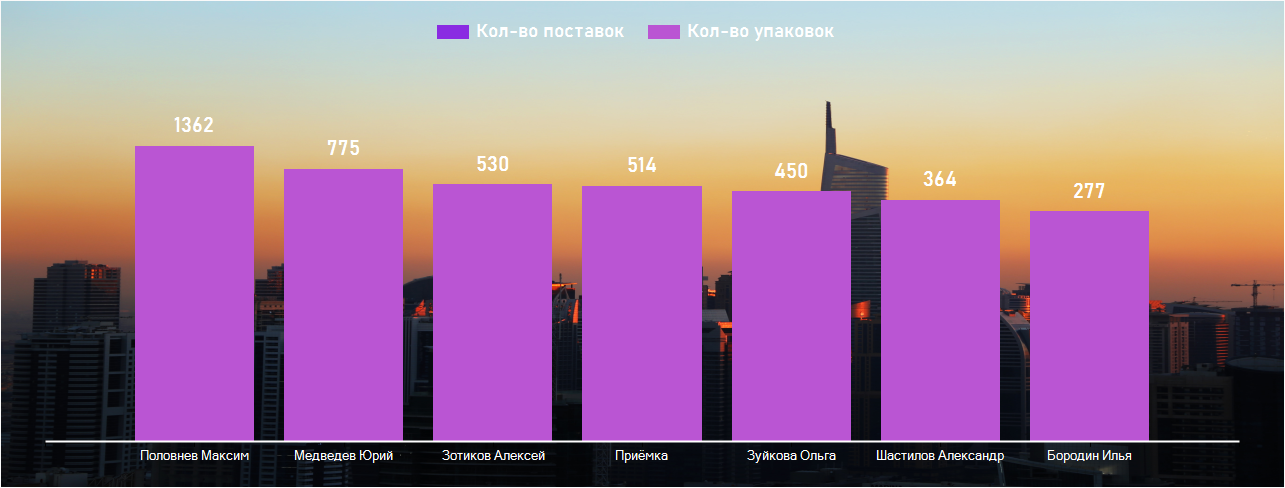 Кол-во поставок Кол-во упаковок
1362
775
530
514
450
364
277
Половнев Максим
Медведев Юрий
Зотиков Алексей
Приёмка
Зуйкова Ольга
Шастилов Александр
Бородин Илья